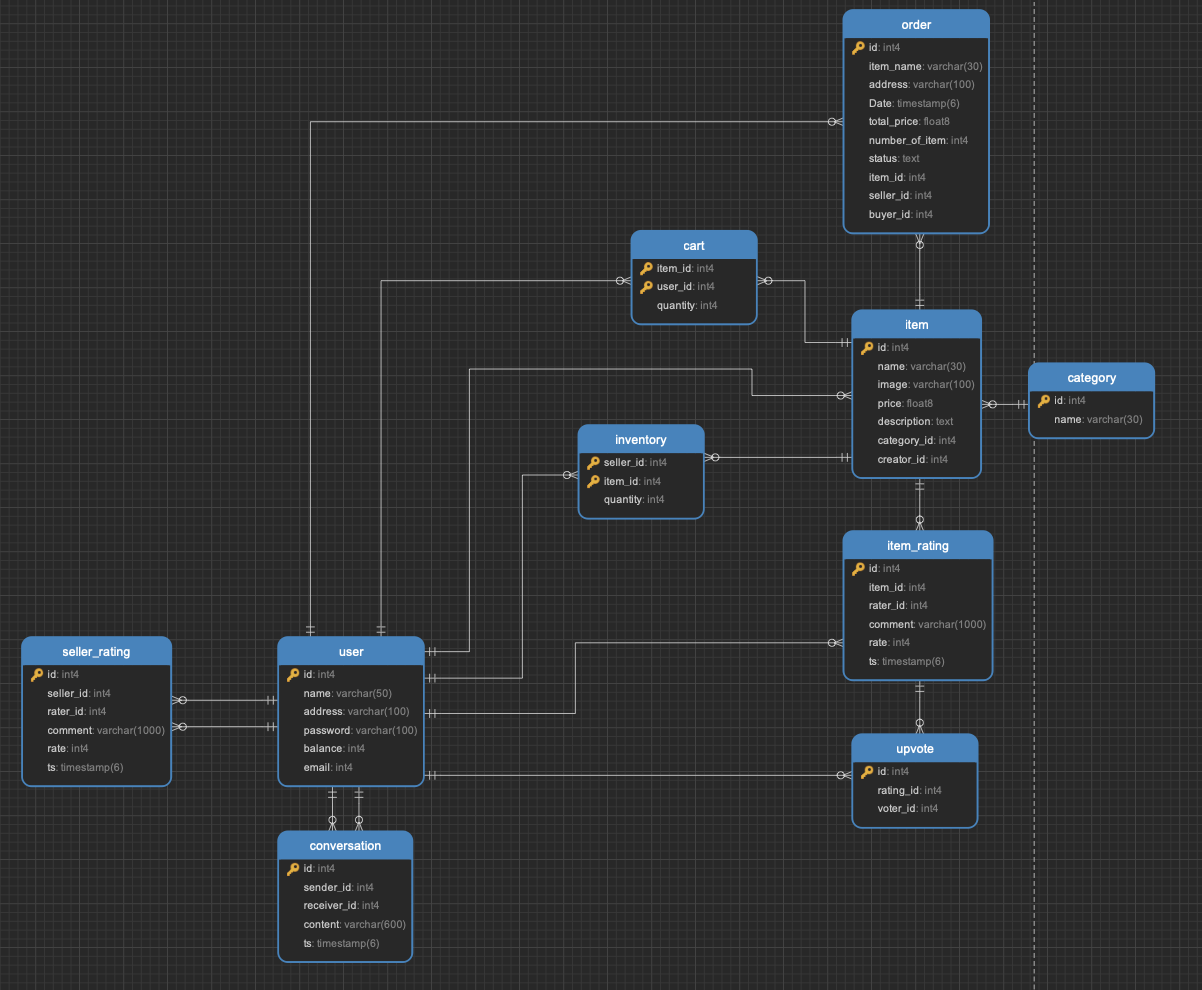 order
id: int4
item_name: varchar(30)
address: varchar(100)
Date: timestamp(6)
total_price: float8
number_of_item: int4
status: text
item_id: int4
seller_id: int4
buyer_id: int4
cart
item_id: int4
user_id: int4
quantity: int4
item
id: int4
name: varchar(30)
image: varchar(100)
price: float8
description: text
category_id: int4
creator_id: int4
category
id: int4
name: varchar(30)
inventory
seller_id: int4
item_id: int4
quantity: int4
item_rating
id: int4
item_id: int4
rater_id: int4
comment: varchar(1000)
rate: int4
ts: timestamp(6)
seller_rating
id: int4
seller_id: int4
rater_id: int4
comment: varchar(1000)
rate: int4
ts: timestamp(6)
user
id: int4
name: varchar(50)
address: varchar(100)
password: varchar(100)
balance: int4
email: int4
upvote
id: int4
rating_id: int4
voter_id: int4
conversation
id: int4
sender_id: int4
receiver_id: int4
content: varchar(600)
ts: timestamp(6)